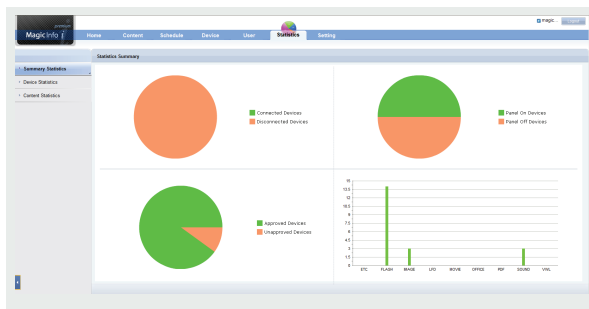 premium
MagicInfo i
magic...
Logout
Home Content Schedule Device User Statistics Setting
Statistics Summary
Summary Statistics
Device Statistics
Content Statistics
Connected Devices
Disconnected Devices
Panel On Devices
Panel Off Devices
Approved Devices
Unapproved Devices
15
13.5
12
10.5
9
7.5
6
4.5
3
1.5
0
ETC FLASH IMAGE LFD MOVIE OFFICE PDF SOUND VWL